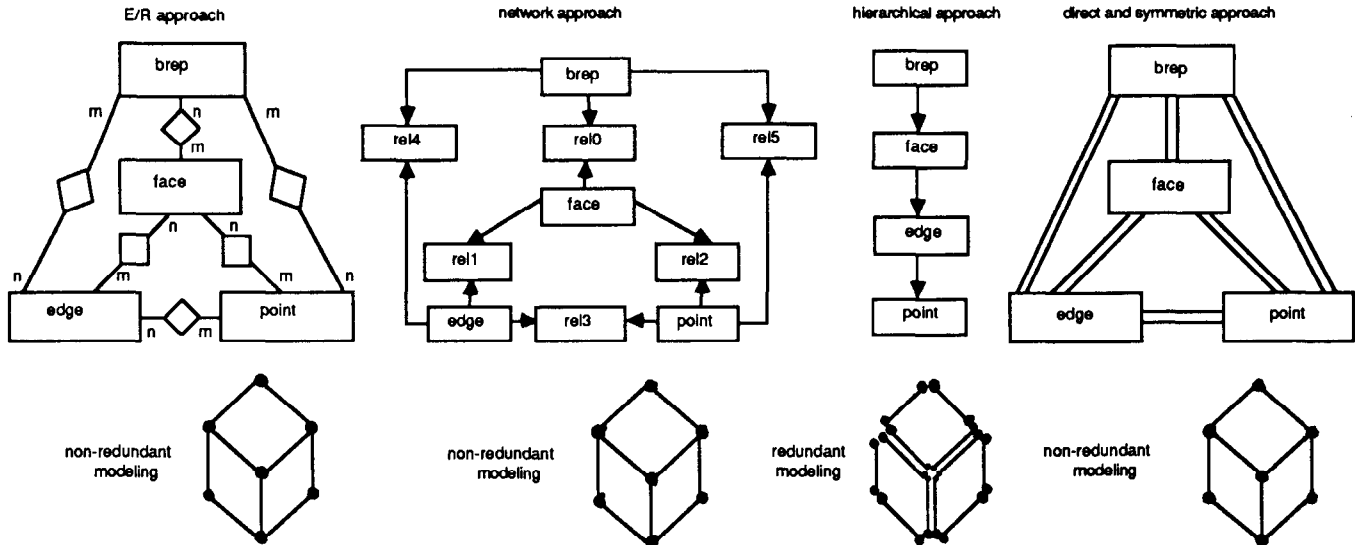 E/R approach
network approach
hierarchical approach
direct and symmetric approach
brep
m
n
m
m
face
n
n
n
m
m
n
edge
n
m
point
brep
rel4
rel0
rel5
face
rel1
rel2
edge
rel3
point
brep
face
edge
point
brep
face
edge
point
non-redundant
modeling
non-redundant
modeling
redundant
modeling
non-redundant
modeling